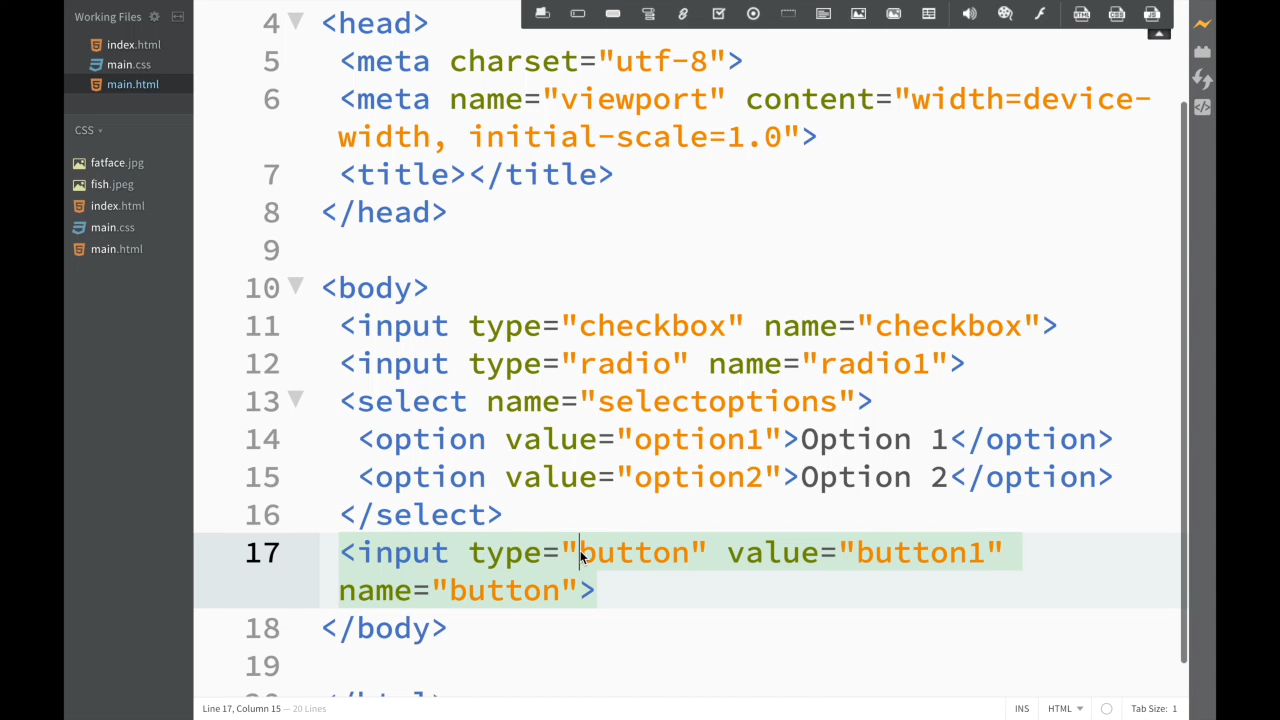 Working Files
index.html
main.css
main.html
CSS
fatface.jpg
fish.jpeg
index.html
main.css
main.html
4 <head>
5 <meta charset="utf-8">
6 <meta name="viewport" content="width=device-
width, initial-scale=1.0">
7 <title></title>
8 </head>
9
10 <body>
11 <input type="checkbox" name="checkbox">
12 <input type="radio" name="radio1">
13 <select name="selectoptions">
14 <option value="option1">Option 1</option>
15 <option value="option2">Option 2</option>
16 </select>
17 <input type="button" value="button1"
name="button">
18 </body>
19
Line 17, Column 15 — 20 Lines
INS HTML Tab Size: 1